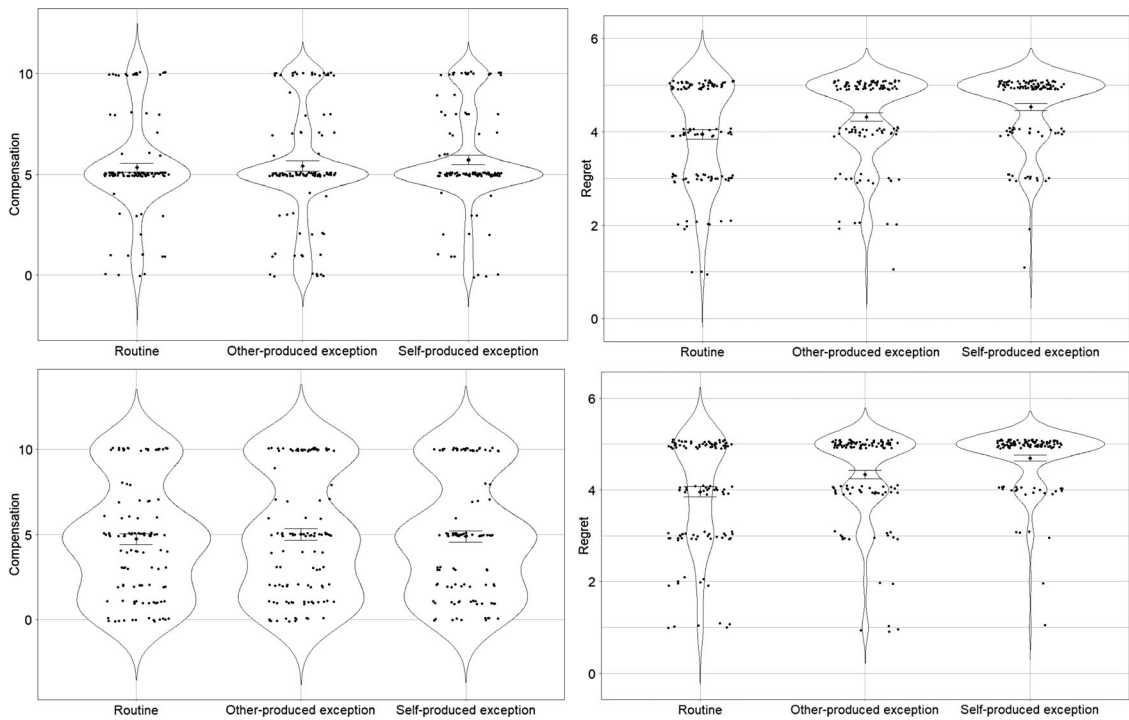 Compensation
10
5
0
Routine
Other-produced exception
Self-produced exception
Regret
6
4
2
0
Routine
Other-produced exception
Self-produced exception
Compensation
10
5
0
Routine
Other-produced exception
Self-produced exception
Regret
6
4
2
0
Routine
Other-produced exception
Self-produced exception